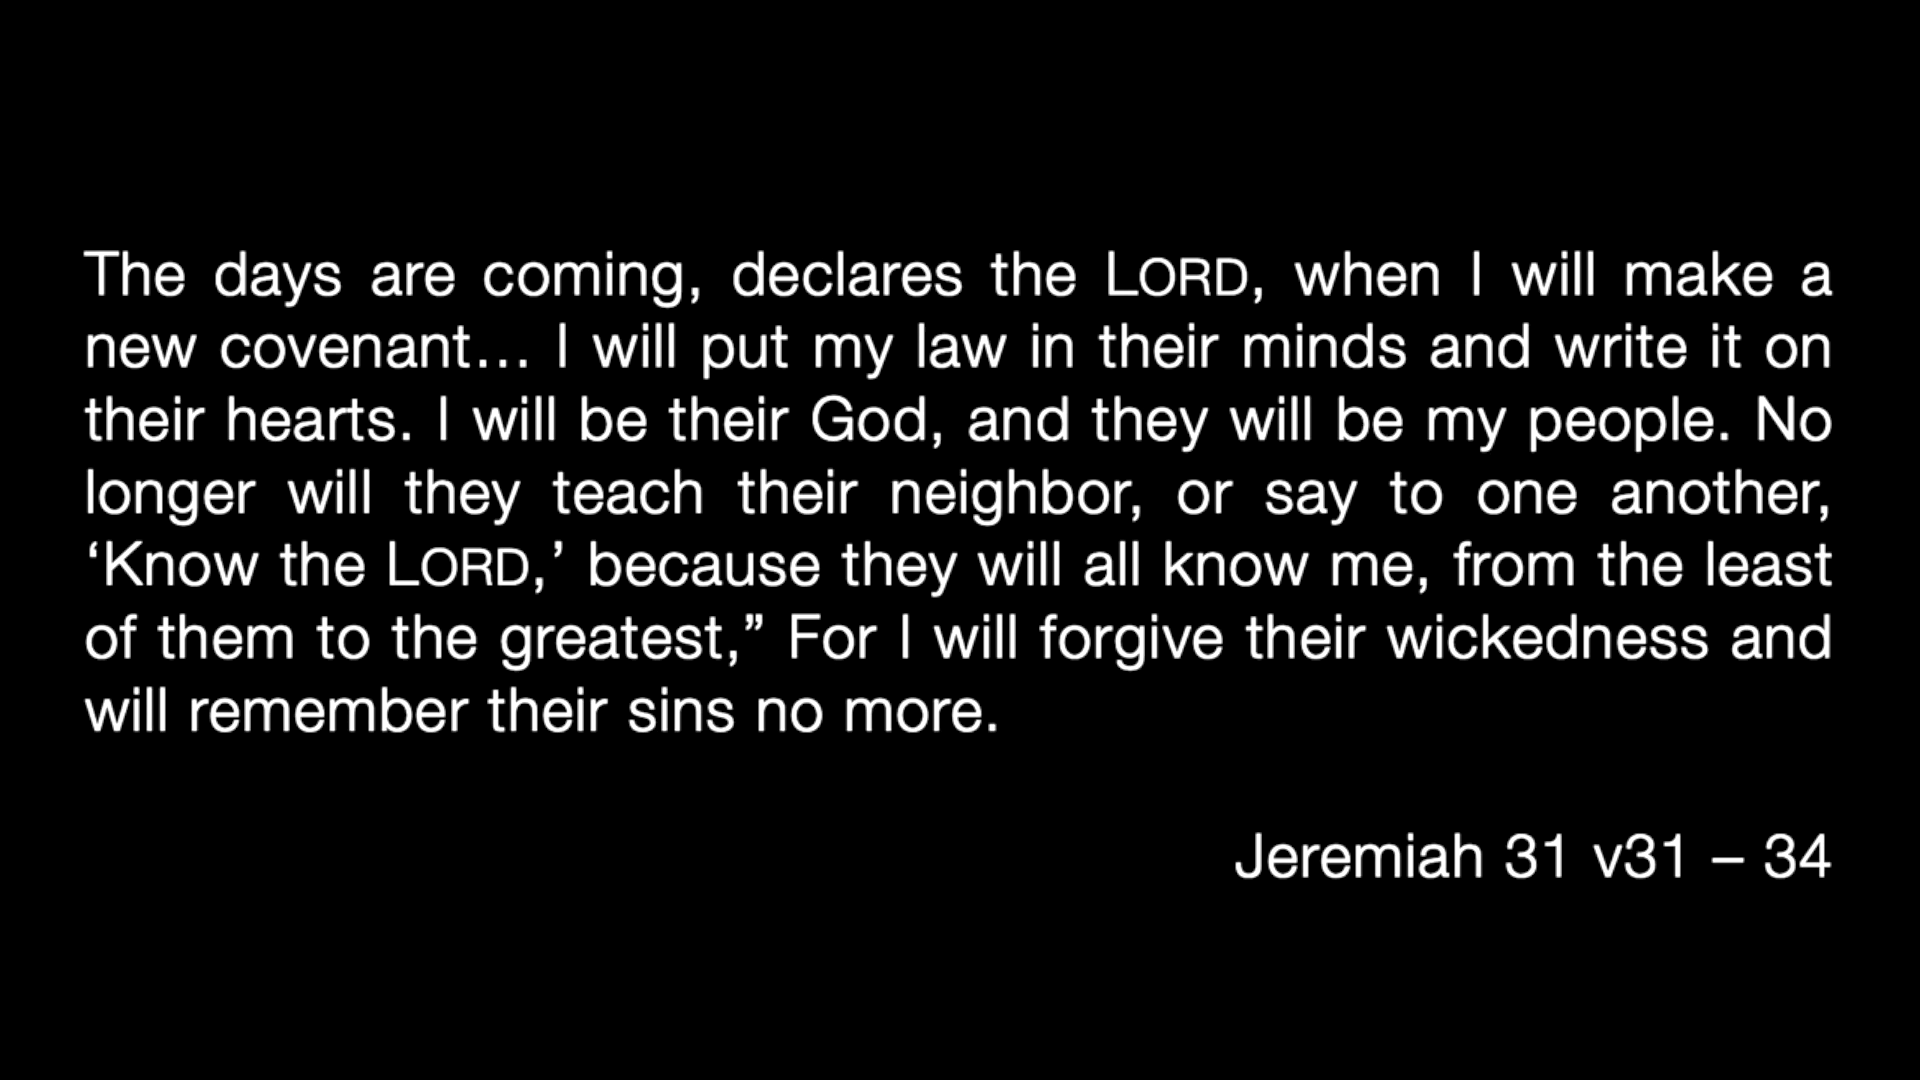 The days are coming, declares the LORD, when I will make a
new covenant… I will put my law in their minds and write it on
their hearts. I will be their God, and they will be my people. No
longer will they teach their neighbor, or say to one another,
‘Know the LORD,’ because they will all know me, from the least
of them to the greatest,” For I will forgive their wickedness and
will remember their sins no more.
Jeremiah 31 v31 – 34